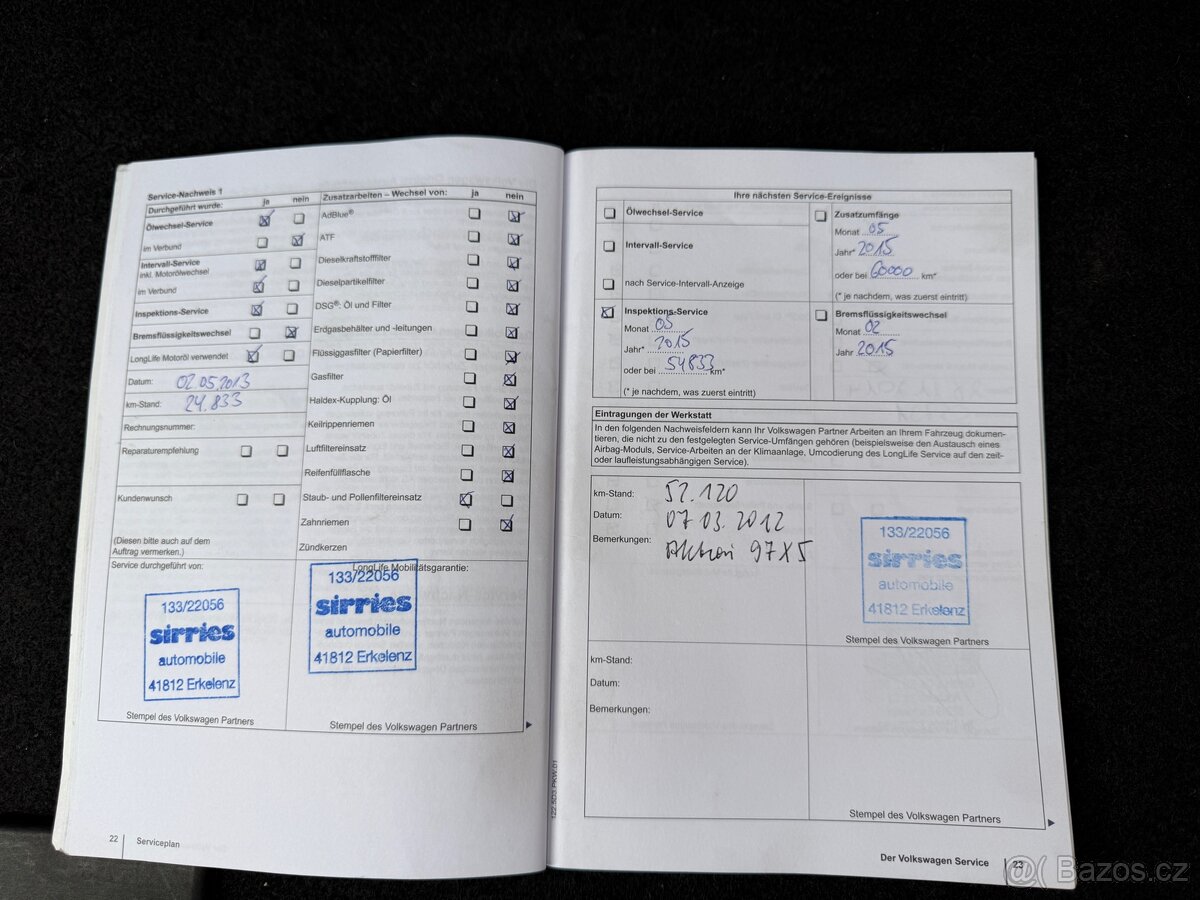 Service-Nachweis 1
Durchgeführt wurde: ja nein
Ölwechsel-Service
im Verbund
Intervall-Service
inkl. Motorölwechsel
im Verbund
Inspektions-Service
Bremsflüssigkeitswechsel
LongLife Motoröl verwendet
Datum: 02.05.2013
km-Stand: 24.833
Rechnungsnummer:
Reparaturempfehlung
Kundenwunsch
(Diesen bitte auch auf dem
Auftrag vermerken.)
Service durchgeführt von:
133/22056
sirries
automobile
41812 Erkelenz
Stempel des Volkswagen Partners
Zusatzarbeiten – Wechsel von: ja nein
AdBlue®
ATF
Dieselkraftstofffilter
Dieselpartikelfilter
DSG®: Öl und Filter
Erdgasbehälter und -leitungen
Flüssiggasfilter (Papierfilter)
Gasfilter
Haldex-Kupplung: Öl
Keilrippenriemen
Luftfiltereinsatz
Reifenfüllflasche
Staub- und Pollenfiltereinsatz
Zahnriemen
Zündkerzen
LongLife Mobilitätsgarantie:
133/22056
sirries
automobile
41812 Erkelenz
Stempel des Volkswagen Partners
22 Serviceplan
Ihre nächsten Service-Ereignisse
Ölwechsel-Service
Intervall-Service
nach Service-Intervall-Anzeige
Inspektions-Service
Monat 05
Jahr* 2015
oder bei 54833 km*
(* je nachdem, was zuerst eintritt)
Zusatzumfänge
Monat 05
Jahr* 2015
oder bei 60000 km*
(* je nachdem, was zuerst eintritt)
Bremsflüssigkeitswechsel
Monat 02
Jahr 2015
Eintragungen der Werkstatt
In den folgenden Nachweisfeldern kann Ihr Volkswagen Partner Arbeiten an Ihrem Fahrzeug dokumen-
tieren, die nicht zu den festgelegten Service-Umfängen gehören (beispielsweise den Austausch eines
Airbag-Moduls, Service-Arbeiten an der Klimaanlage, Umcodierung des LongLife Service auf den zeit-
oder laufleistungsabhängigen Service).
km-Stand: 52.120
Datum: 07.03.2012
Bemerkungen: Aktion 97X5
133/22056
sirries
automobile
41812 Erkelenz
Stempel des Volkswagen Partners
km-Stand:
Datum:
Bemerkungen:
Stempel des Volkswagen Partners
122.5D3.PKW.01
Der Volkswagen Service 23
@( Bazos.cz